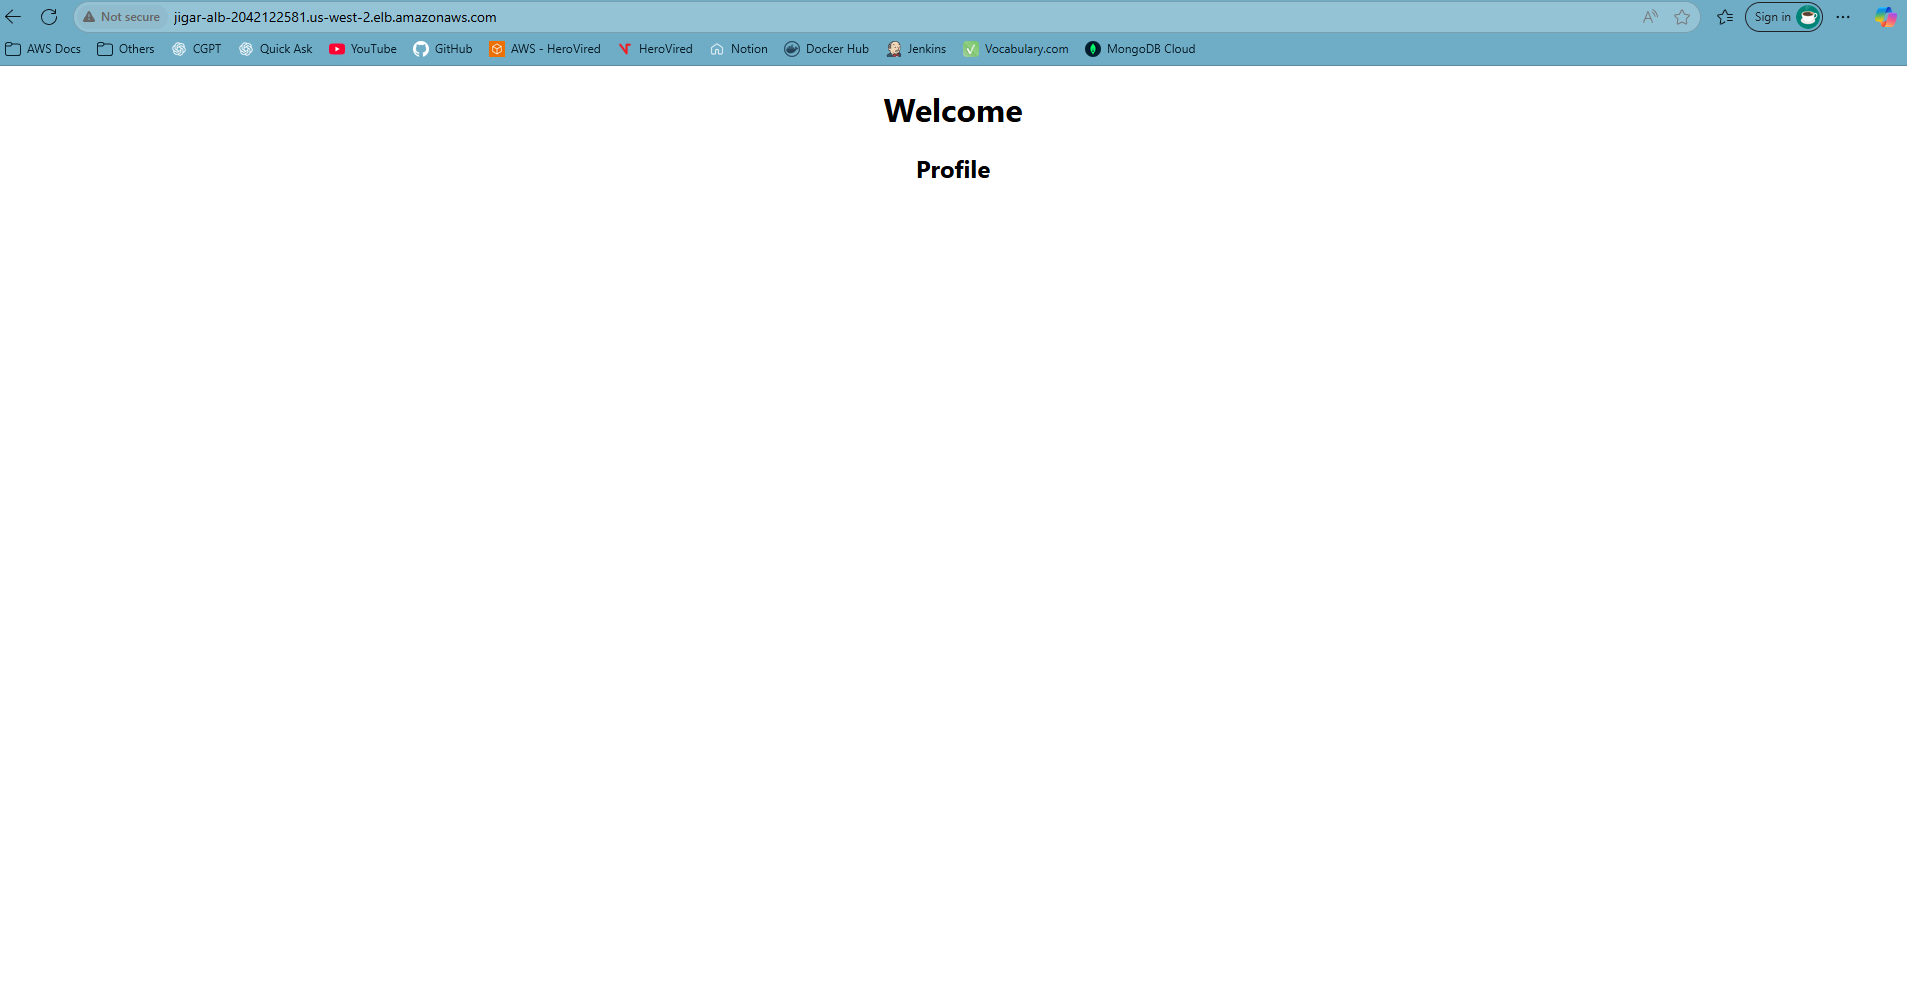 Not secure jigar-alb-2042122581.us-west-2.elb.amazonaws.com Sign in
AWS Docs Others CGPT Quick Ask YouTube GitHub AWS - HeroVired HeroVired Notion Docker Hub Jenkins Vocabulary.com MongoDB Cloud
Welcome
Profile